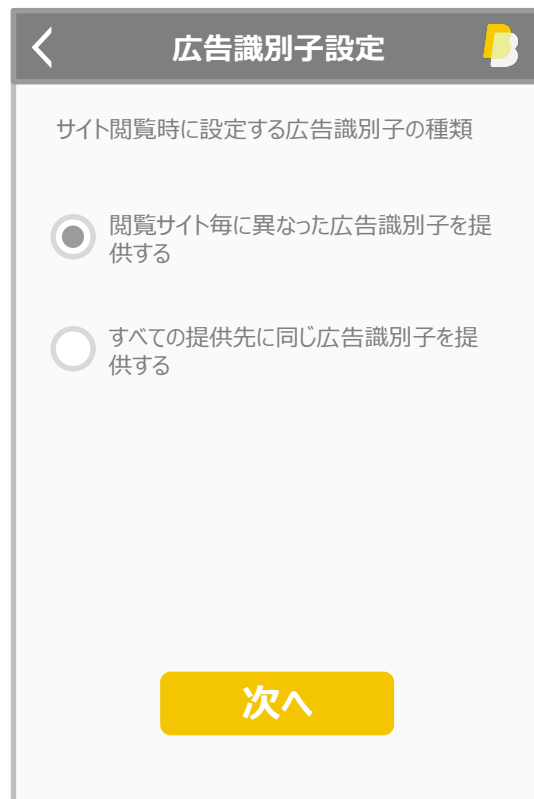 広告識別子設定
サイト閲覧時に設定する広告識別子の種類
閲覧サイト毎に異なった広告識別子を提
供する
すべての提供先に同じ広告識別子を提
供する
次へ